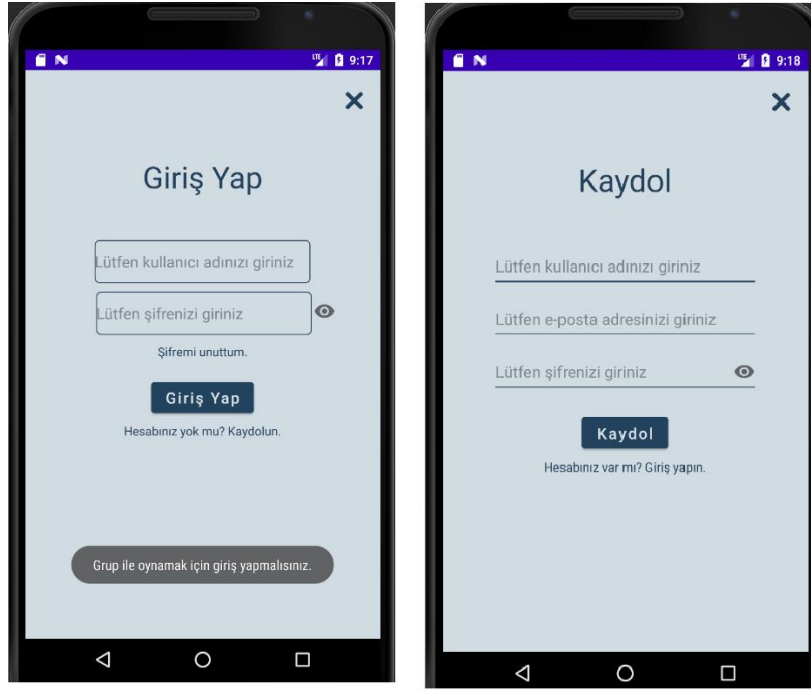 LTE 9:17
Giriş Yap
Lütfen kullanıcı adınızı giriniz
Lütfen şifrenizi giriniz
Şifremi unuttum.
Giriş Yap
Hesabınız yok mu? Kaydolun.
Grup ile oynamak için giriş yapmalısınız.
LTE 9:18
Kaydol
Lütfen kullanıcı adınızı giriniz
Lütfen e-posta adresinizi giriniz
Lütfen şifrenizi giriniz
Kaydol
Hesabınız var mı? Giriş yapın.